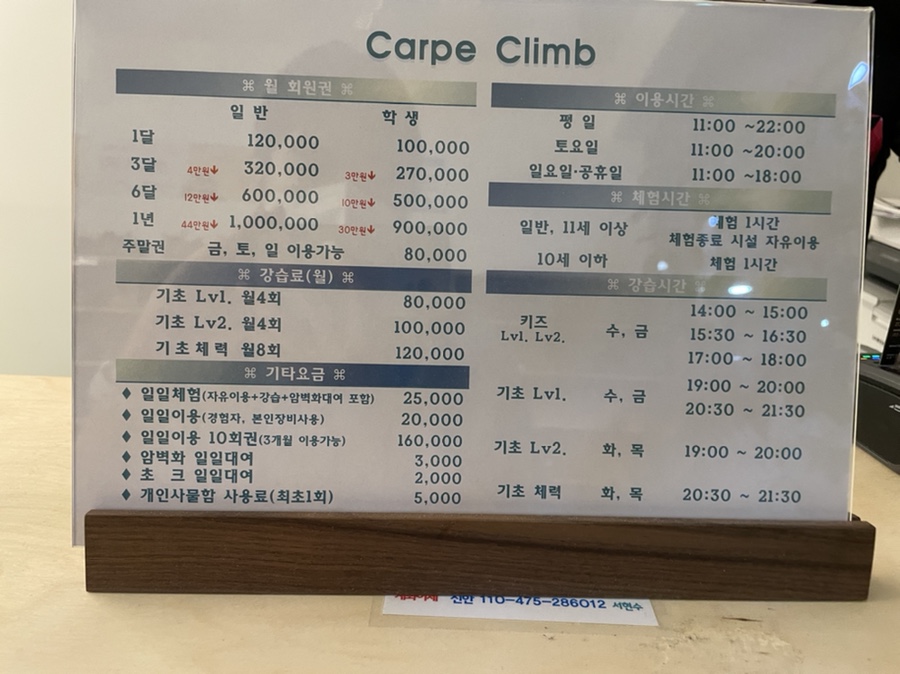 Carpe Climb
⌘ 월 회원권 ⌘
일반 학생
1달 120,000 100,000
3달 4만원↓ 320,000 3만원↓ 270,000
6달 12만원↓ 600,000 10만원↓ 500,000
1년 44만원↓ 1,000,000 30만원↓ 900,000
주말권 금, 토, 일 이용가능 80,000
⌘ 강습료(월) ⌘
기초 Lvl. 월4회 80,000
기초 Lv2. 월4회 100,000
기초체력 월8회 120,000
⌘ 기타요금 ⌘
♦ 일일체험(자유이용+강습+암벽화대여 포함) 25,000
♦ 일일이용(경험자, 본인장비사용) 20,000
♦ 일일이용 10회권(3개월 이용가능) 160,000
♦ 암벽화 일일대여 3,000
♦ 초 크 일일대여 2,000
♦ 개인사물함 사용료(최초1회) 5,000
⌘ 이용시간 ⌘
평일 11:00 ~22:00
토요일 11:00 ~20:00
일요일·공휴일 11:00 ~18:00
⌘ 체험시간 ⌘
일반, 11세 이상 체험 1시간
체험종료 시설 자유이용
10세 이하 체험 1시간
⌘ 강습시간 ⌘
14:00 ~ 15:00
키즈 Lvl. Lv2. 수, 금 15:30 ~ 16:30
17:00 ~ 18:00
기초 Lvl. 수, 금 19:00 ~ 20:00
20:30 ~ 21:30
기초 Lv2. 화, 목 19:00 ~ 20:00
기초 체력 화, 목 20:30 ~ 21:30
계좌이체 신한 110-475-286012 서현수